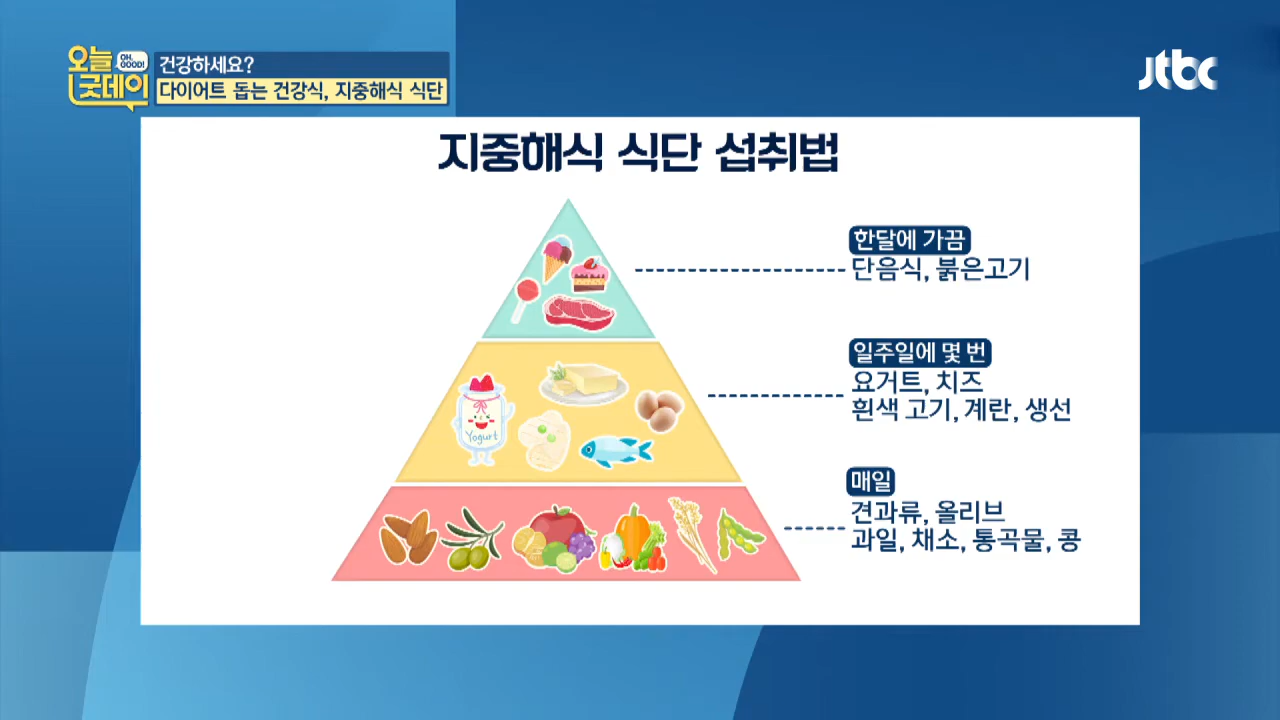 오늘
OH, GOOD!
굿데이
건강하세요?
다이어트 돕는 건강식, 지중해식 식단
jtbc
지중해식 식단 섭취법
한달에 가끔
단음식, 붉은고기
일주일에 몇 번
요거트, 치즈
흰색 고기, 계란, 생선
Yogurt
매일
견과류, 올리브
과일, 채소, 통곡물, 콩